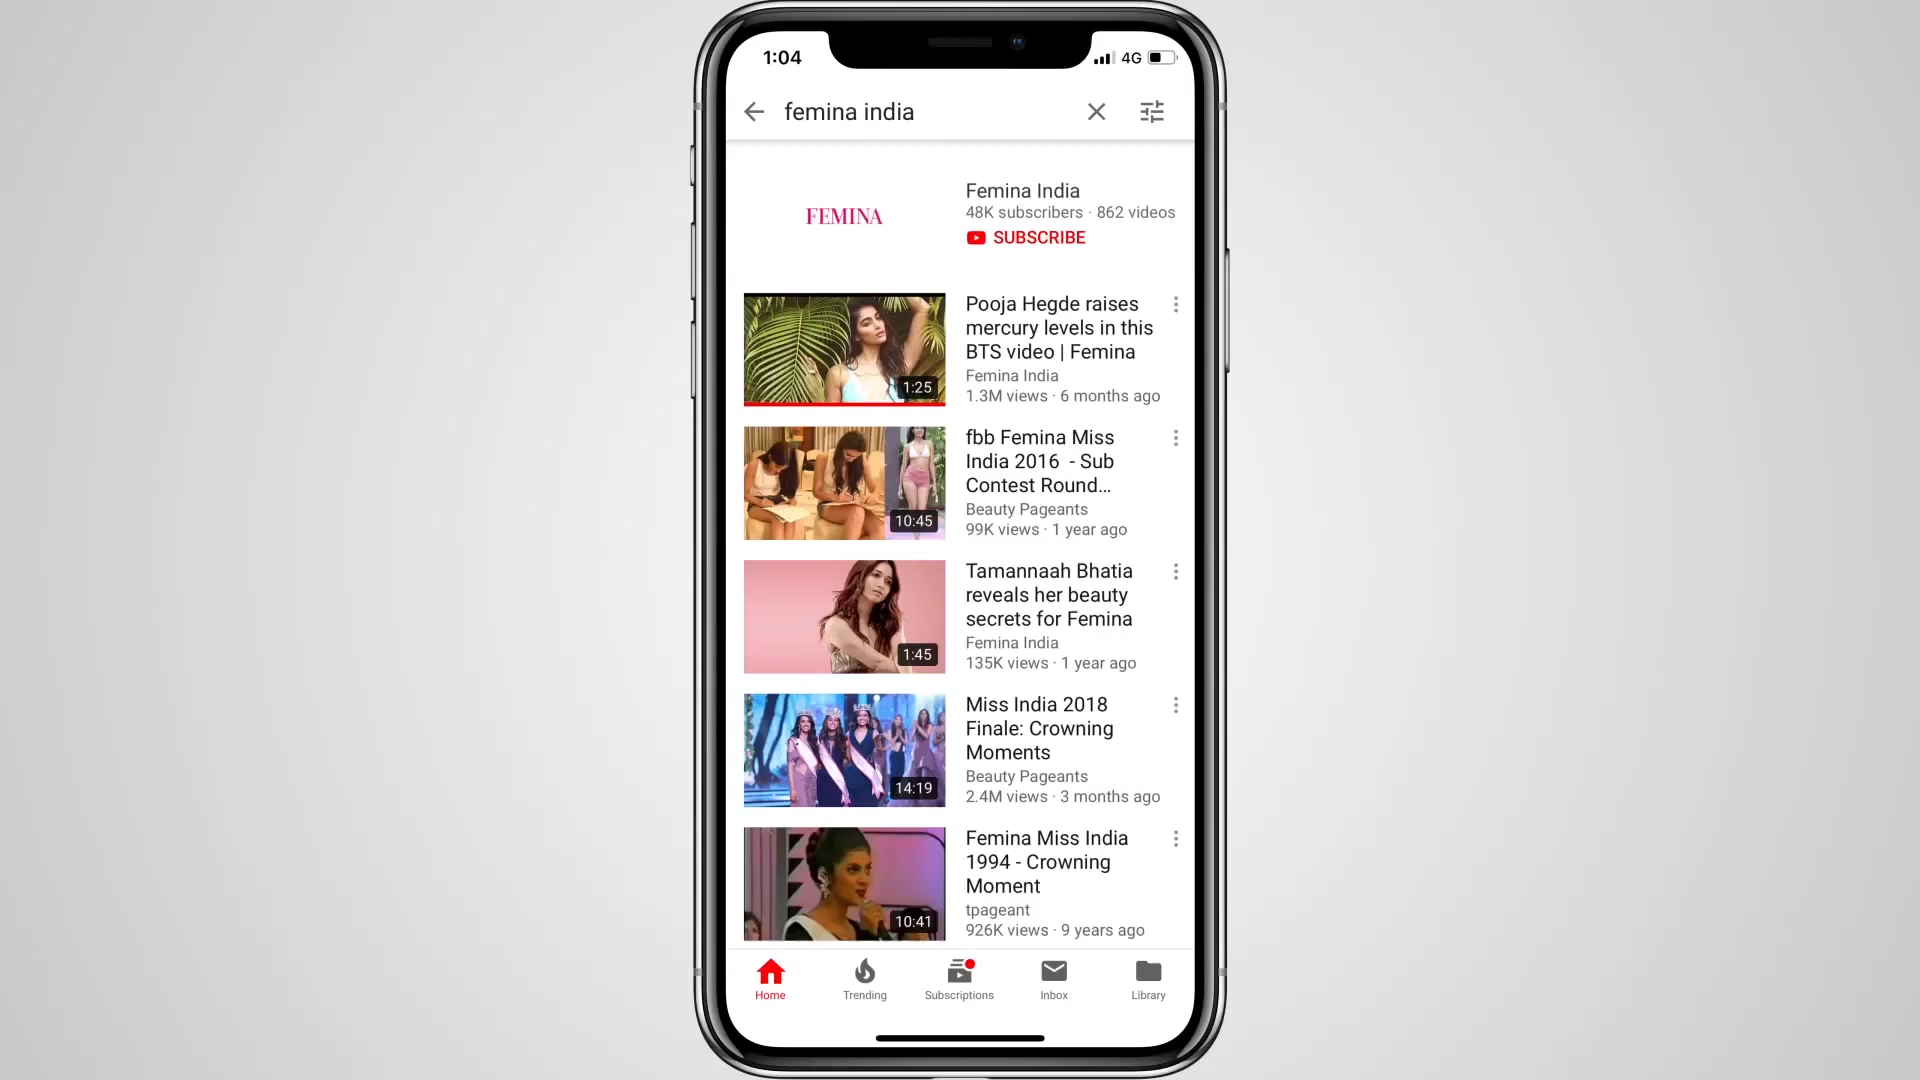 1:04
4G
femina india
FEMINA
Femina India
48K subscribers · 862 videos
SUBSCRIBE
Pooja Hegde raises
mercury levels in this
BTS video | Femina
Femina India
1.3M views · 6 months ago
1:25
fbb Femina Miss
India 2016 - Sub
Contest Round...
Beauty Pageants
99K views · 1 year ago
10:45
Tamannaah Bhatia
reveals her beauty
secrets for Femina
Femina India
135K views · 1 year ago
1:45
Miss India 2018
Finale: Crowning
Moments
Beauty Pageants
2.4M views · 3 months ago
14:19
Femina Miss India
1994 - Crowning
Moment
tpageant
926K views · 9 years ago
10:41
Home
Trending
Subscriptions
Inbox
Library